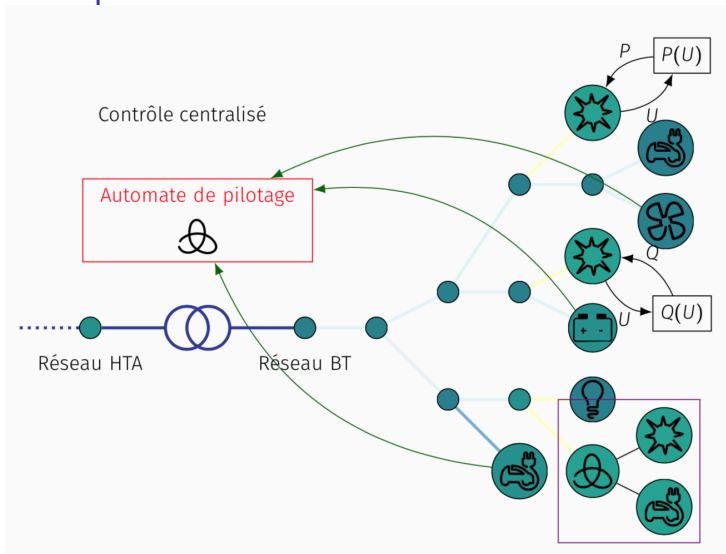 P
P(U)
U
Contrôle centralisé
Automate de pilotage
Q
U
Q(U)
+ -
Réseau HTA
Réseau BT